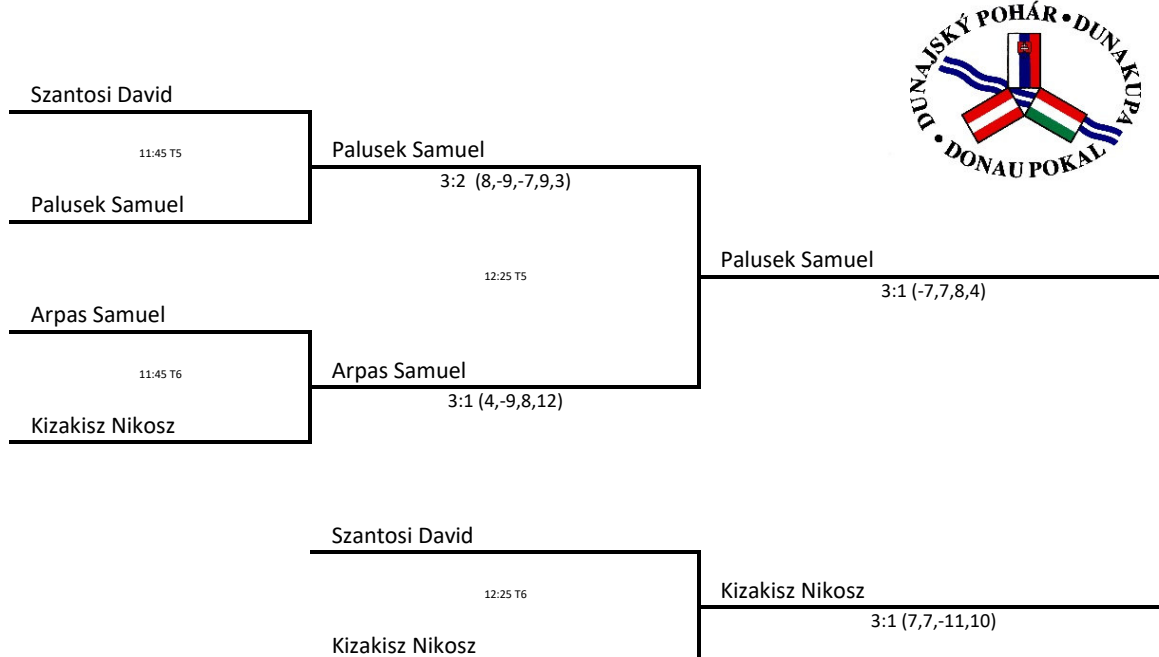 DUNAJSKÝ POHÁR • DUNAKUPA • DONAU POKAL •
Szantosi David
11:45 T5
Palusek Samuel
3:2  (8,-9,-7,9,3)
Palusek Samuel
12:25 T5
Palusek Samuel
3:1 (-7,7,8,4)
Arpas Samuel
11:45 T6
Arpas Samuel
3:1 (4,-9,8,12)
Kizakisz Nikosz
Szantosi David
12:25 T6
Kizakisz Nikosz
3:1 (7,7,-11,10)
Kizakisz Nikosz